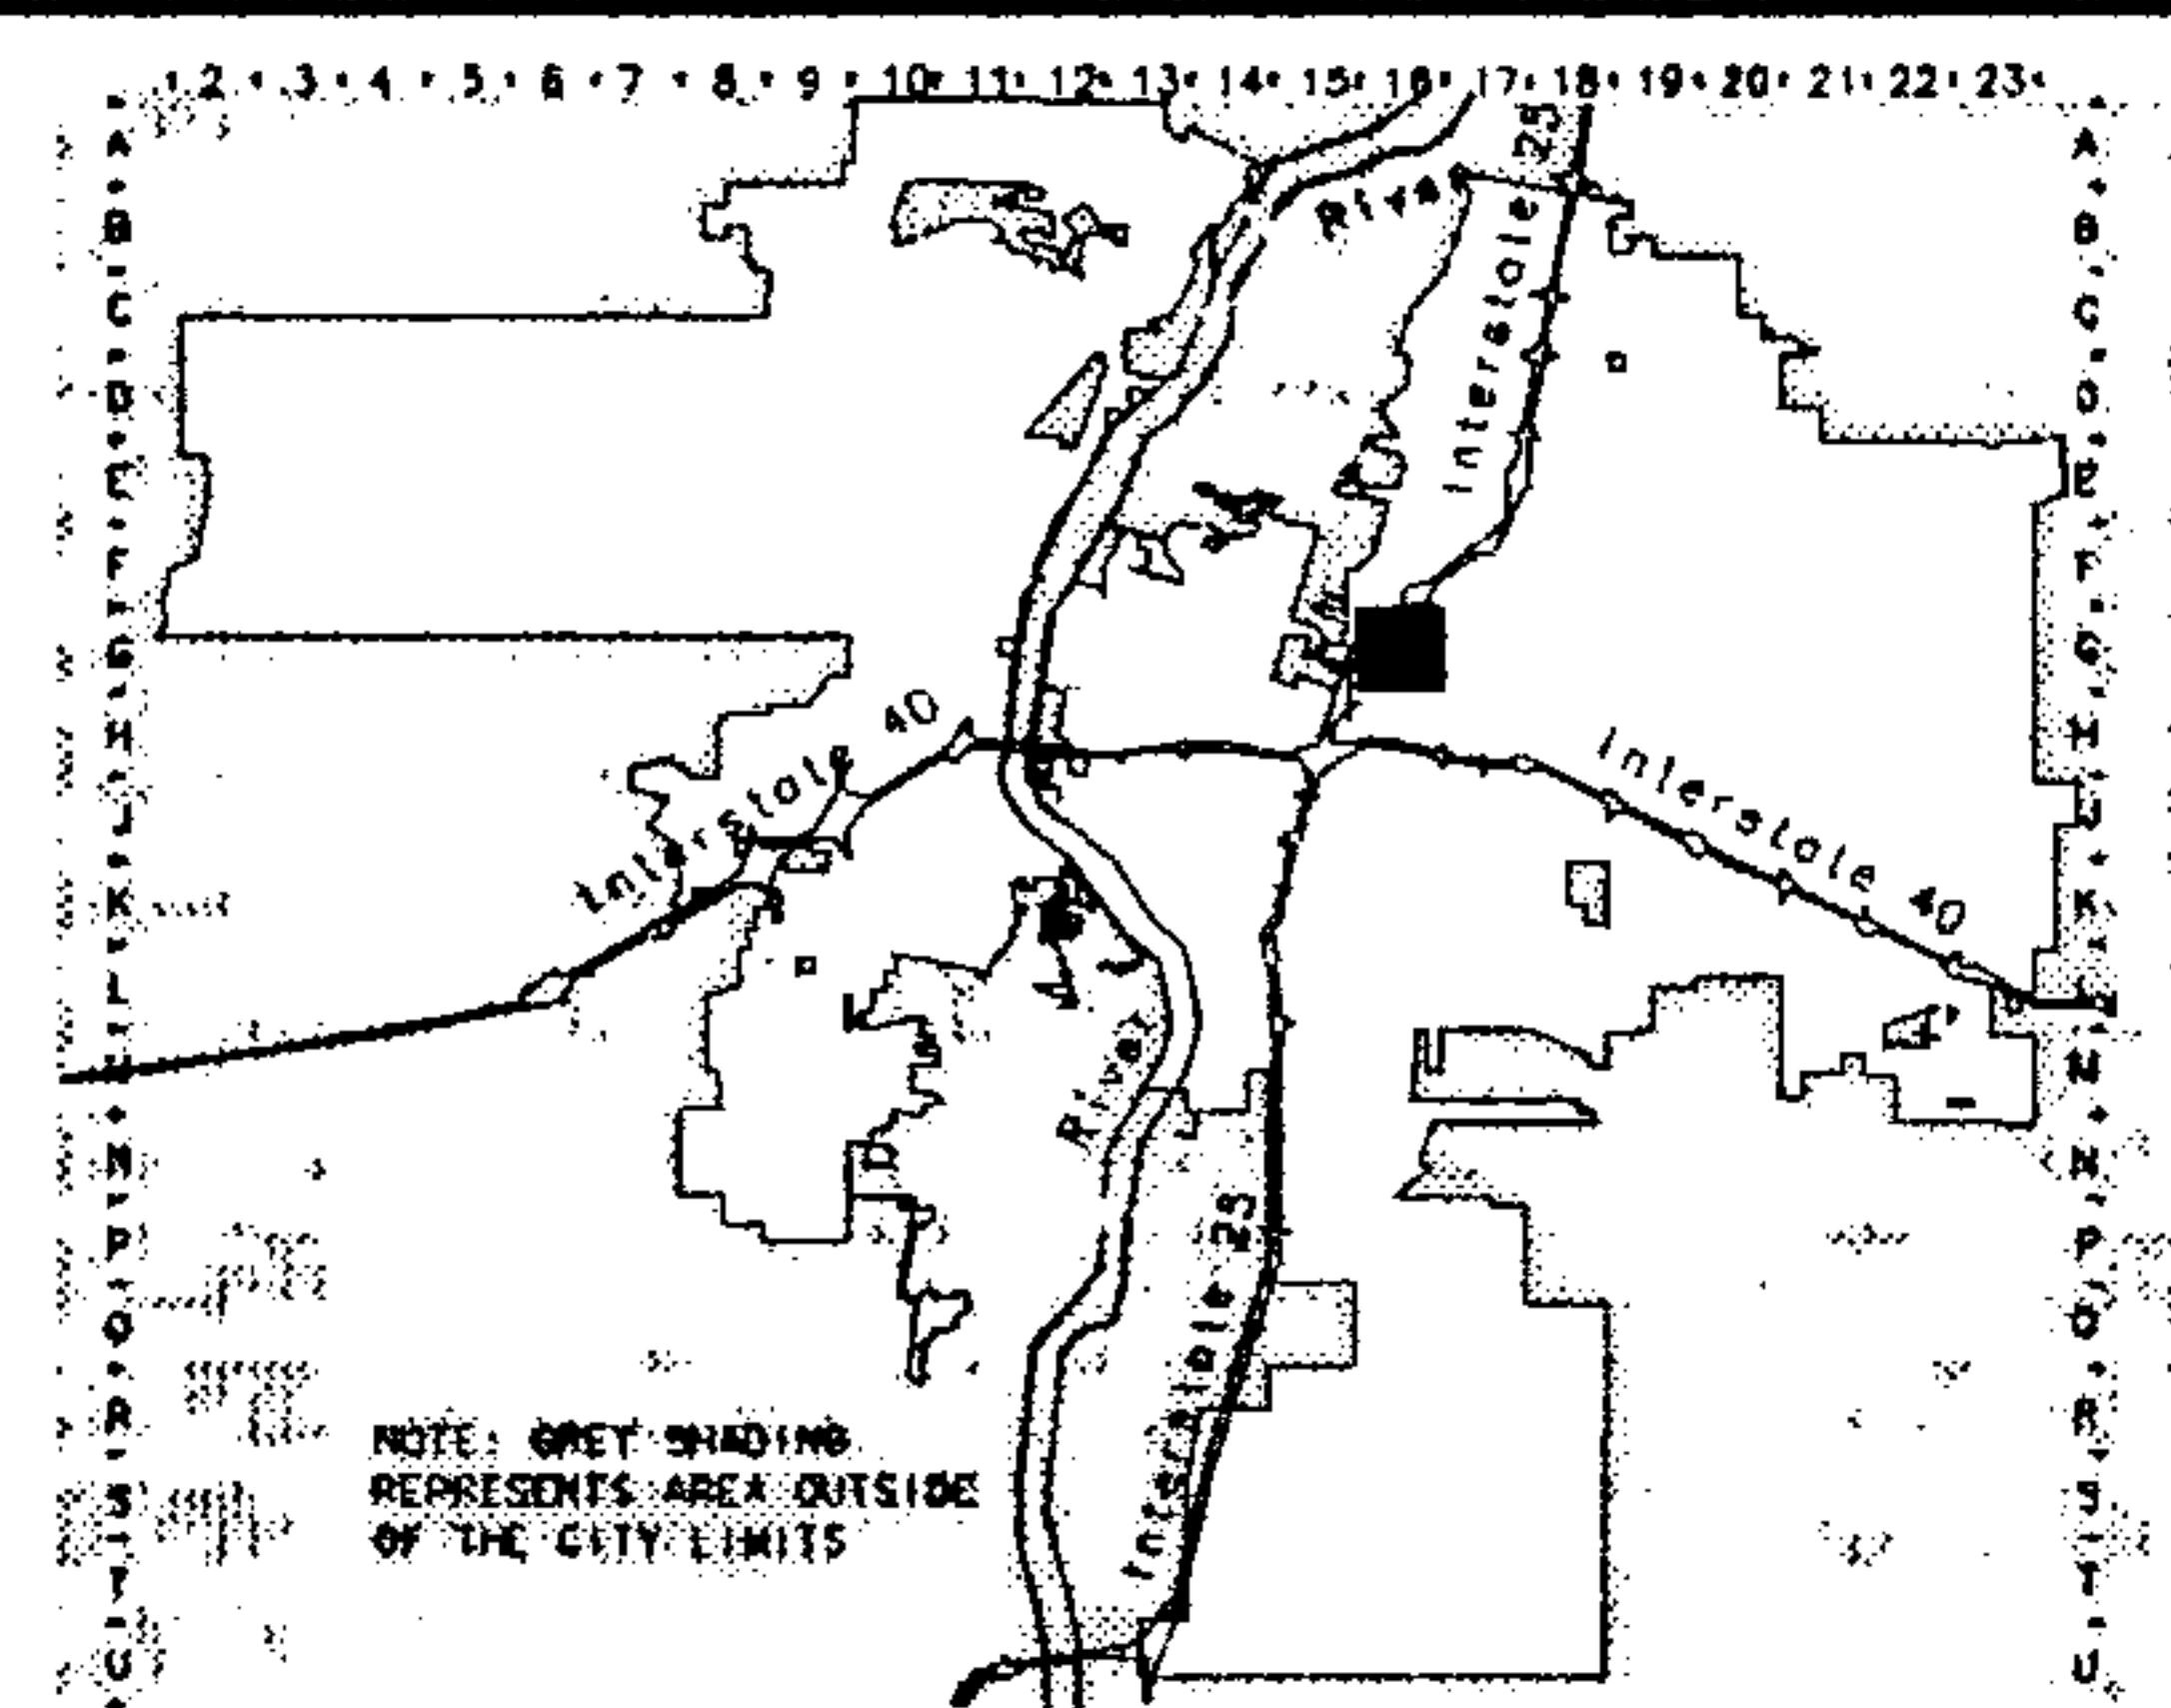 2 3 4 5 6 7 8 9 10 11 12 13 14 15 16 17 18 19 20 21 22 23
A
B
C
D
E
F
G
H
J
K
L
M
N
P
Q
R
S
T
U
River
Interstate 25
Interstate 40
Interstate 40
River
Interstate 25
NOTE: GREY SHADING
REPRESENTS AREA OUTSIDE
OF THE CITY LIMITS
A
B
C
D
E
F
G
H
J
K
L
M
N
P
Q
R
S
T
U